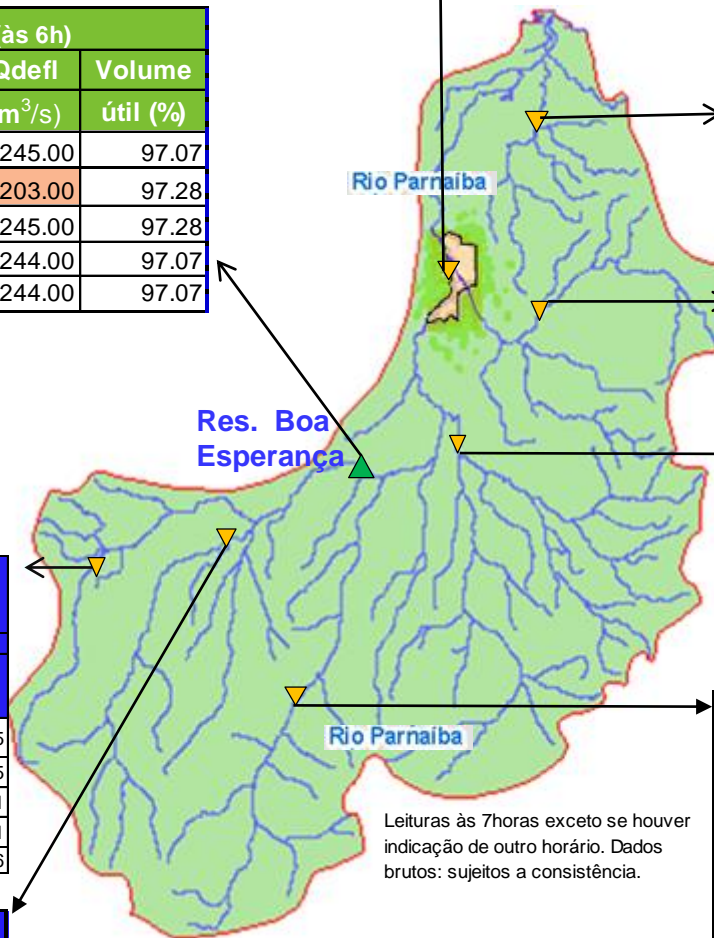 (às 6h)
Qdefl Volume
m³/s) útil (%)
245.00 97.07
203.00 97.28
245.00 97.28
244.00 97.07
244.00 97.07
Rio Parnaíba
Res. Boa
Esperança
Rio Parnaíba
Leituras às 7horas exceto se houver
indicação de outro horário. Dados
brutos: sujeitos a consistência.